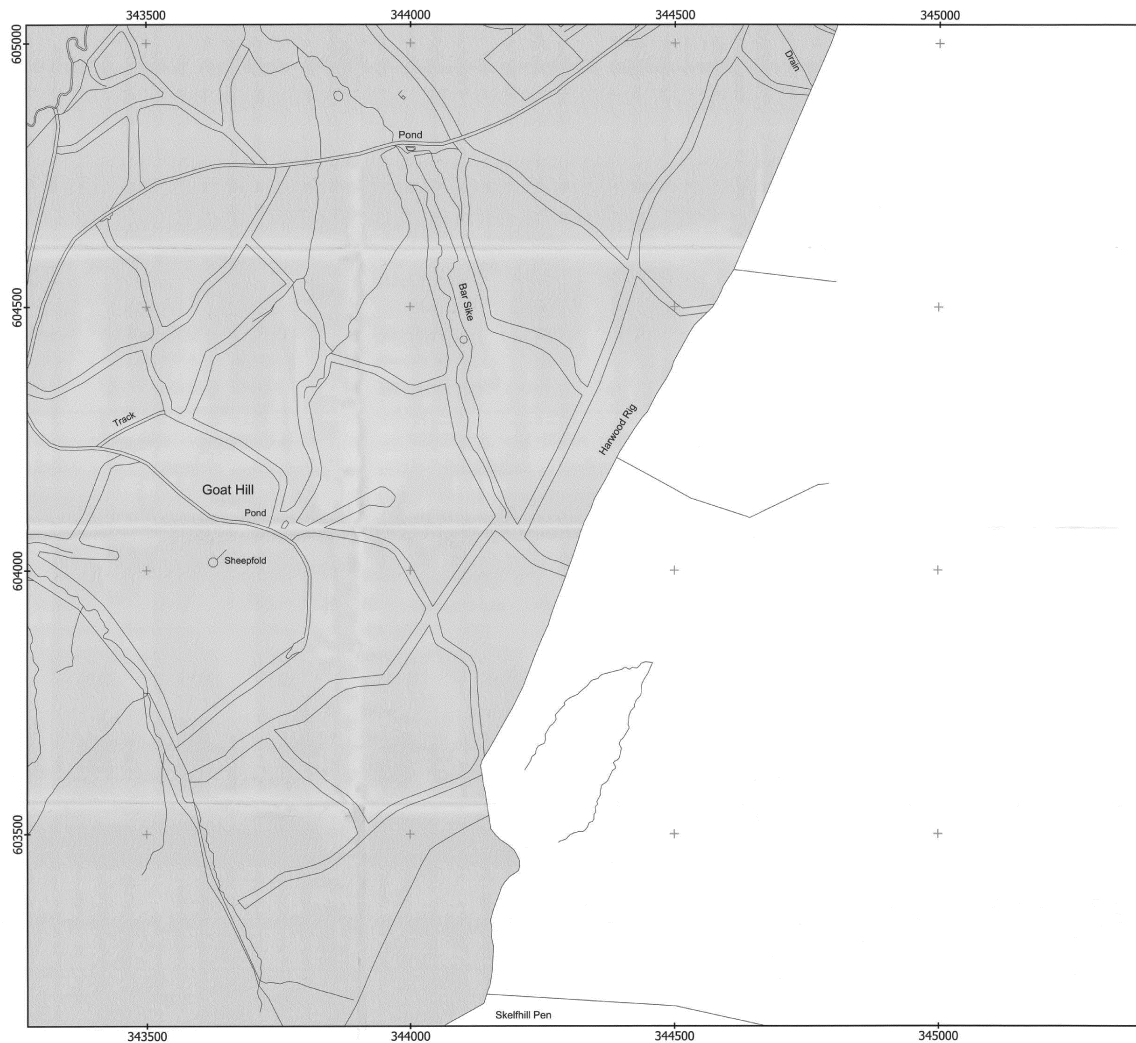 343500 344000 344500 345000
605000
Drain
Pond
604500
Bar Sike
Harwood Rig
Track
Goat Hill
Pond
Sheepfold
604000
603500
Skelfhill Pen
343500 344000 344500 345000